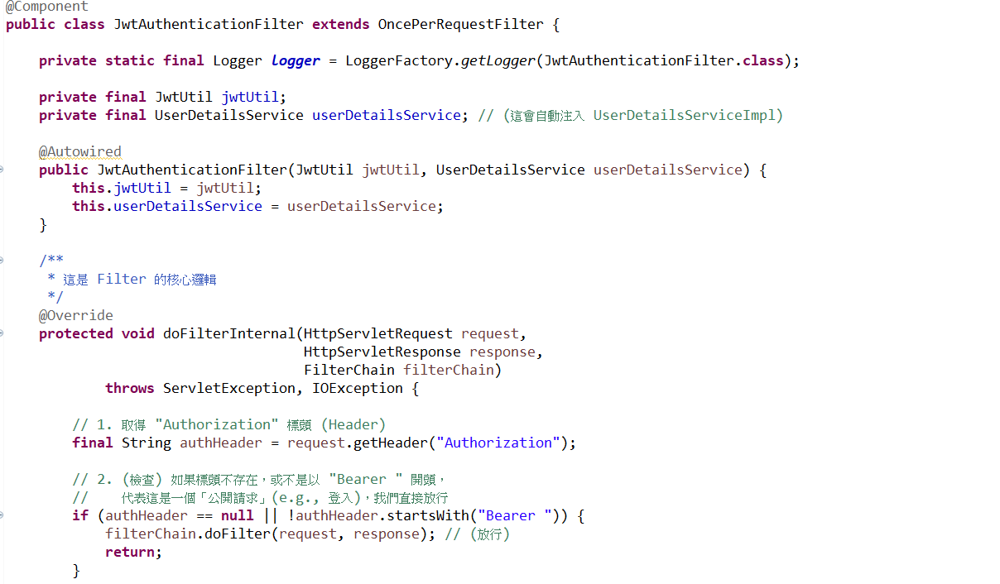 @Component
public class JwtAuthenticationFilter extends OncePerRequestFilter {
private static final Logger logger = LoggerFactory.getLogger(JwtAuthenticationFilter.class);
private final JwtUtil jwtUtil;
private final UserDetailsService userDetailsService; // (這會自動注入 UserDetailsServiceImpl)
@Autowired
public JwtAuthenticationFilter(JwtUtil jwtUtil, UserDetailsService userDetailsService) {
this.jwtUtil = jwtUtil;
this.userDetailsService = userDetailsService;
}
/**
* 這是 Filter 的核心邏輯
*/
@Override
protected void doFilterInternal(HttpServletRequest request,
HttpServletResponse response,
FilterChain filterChain)
throws ServletException, IOException {
// 1. 取得 "Authorization" 標頭 (Header)
final String authHeader = request.getHeader("Authorization");
// 2. (檢查) 如果標頭不存在，或不是以 "Bearer " 開頭，
// 代表這是一個「公開請求」(e.g., 登入)，我們直接放行
if (authHeader == null || !authHeader.startsWith("Bearer ")) {
filterChain.doFilter(request, response); // (放行)
return;
}